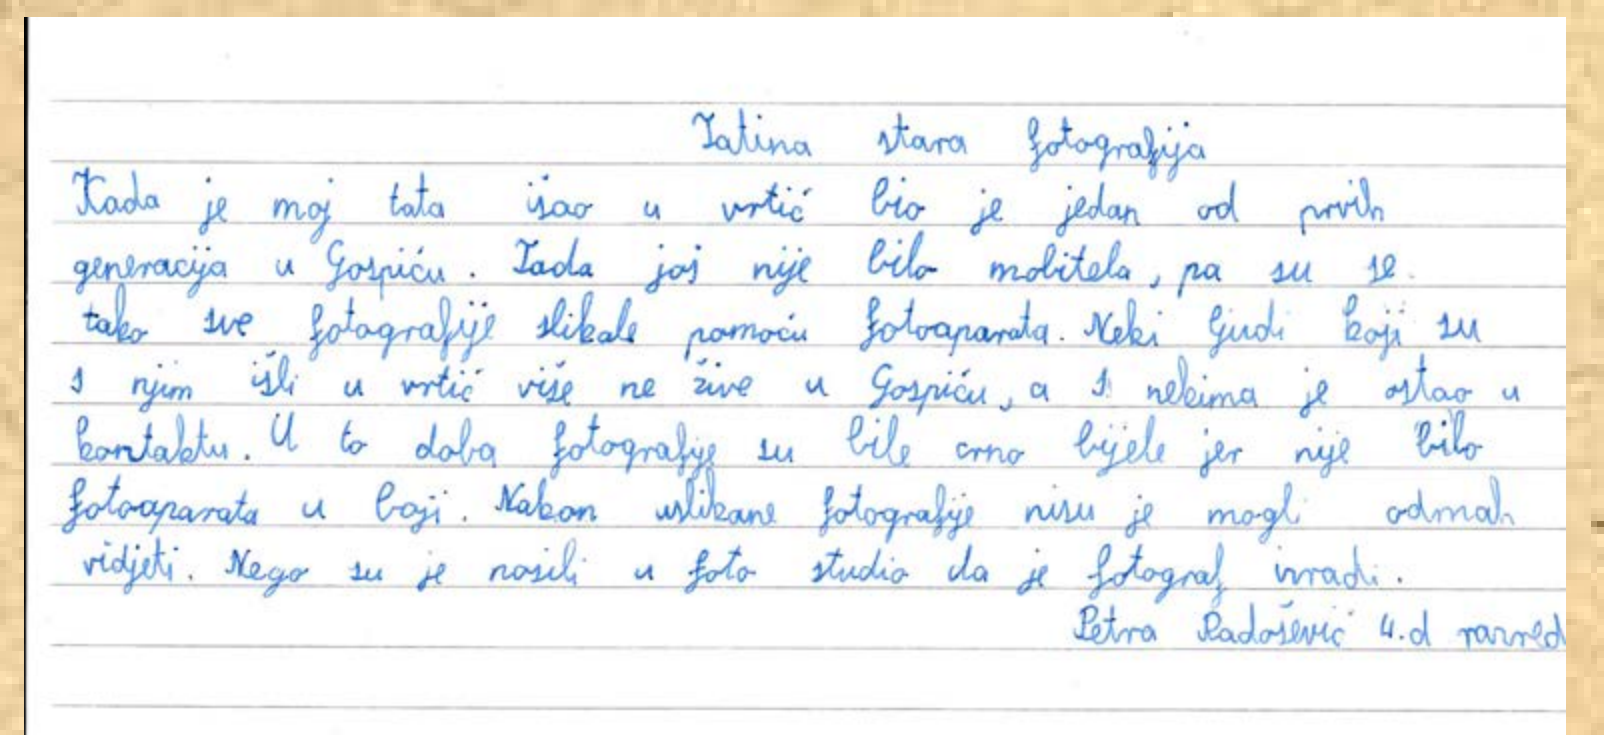 Tatina stara fotografija
Kada je moj tata išao u vrtić bio je jedan od prvih
generacija u Gospiću. Tada još nije bilo mobitela, pa su se
tako sve fotografije slikale pomoću fotoaparata. Neki ljudi koji su
s njim išli u vrtić više ne žive u Gospiću, a s nekima je ostao u
kontaktu. U to doba fotografije su bile crno bijele jer nije bilo
fotoaparata u boji. Nakon uslikane fotografije nisu je mogli odmah
vidjeti. Nego su je nosili u foto studio da je fotograf izradi.
Petra Radošević 4.d razred